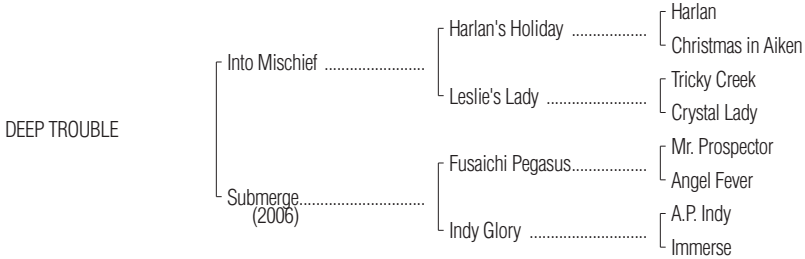 Harlan
Harlan's Holiday ..................
Christmas in Aiken
Into Mischief ........................
Tricky Creek
Leslie's Lady ........................
Crystal Lady
DEEP TROUBLE
Mr. Prospector
Fusaichi Pegasus..................
Angel Fever
Submerge..............................
(2006)
A.P. Indy
Indy Glory ............................
Immerse